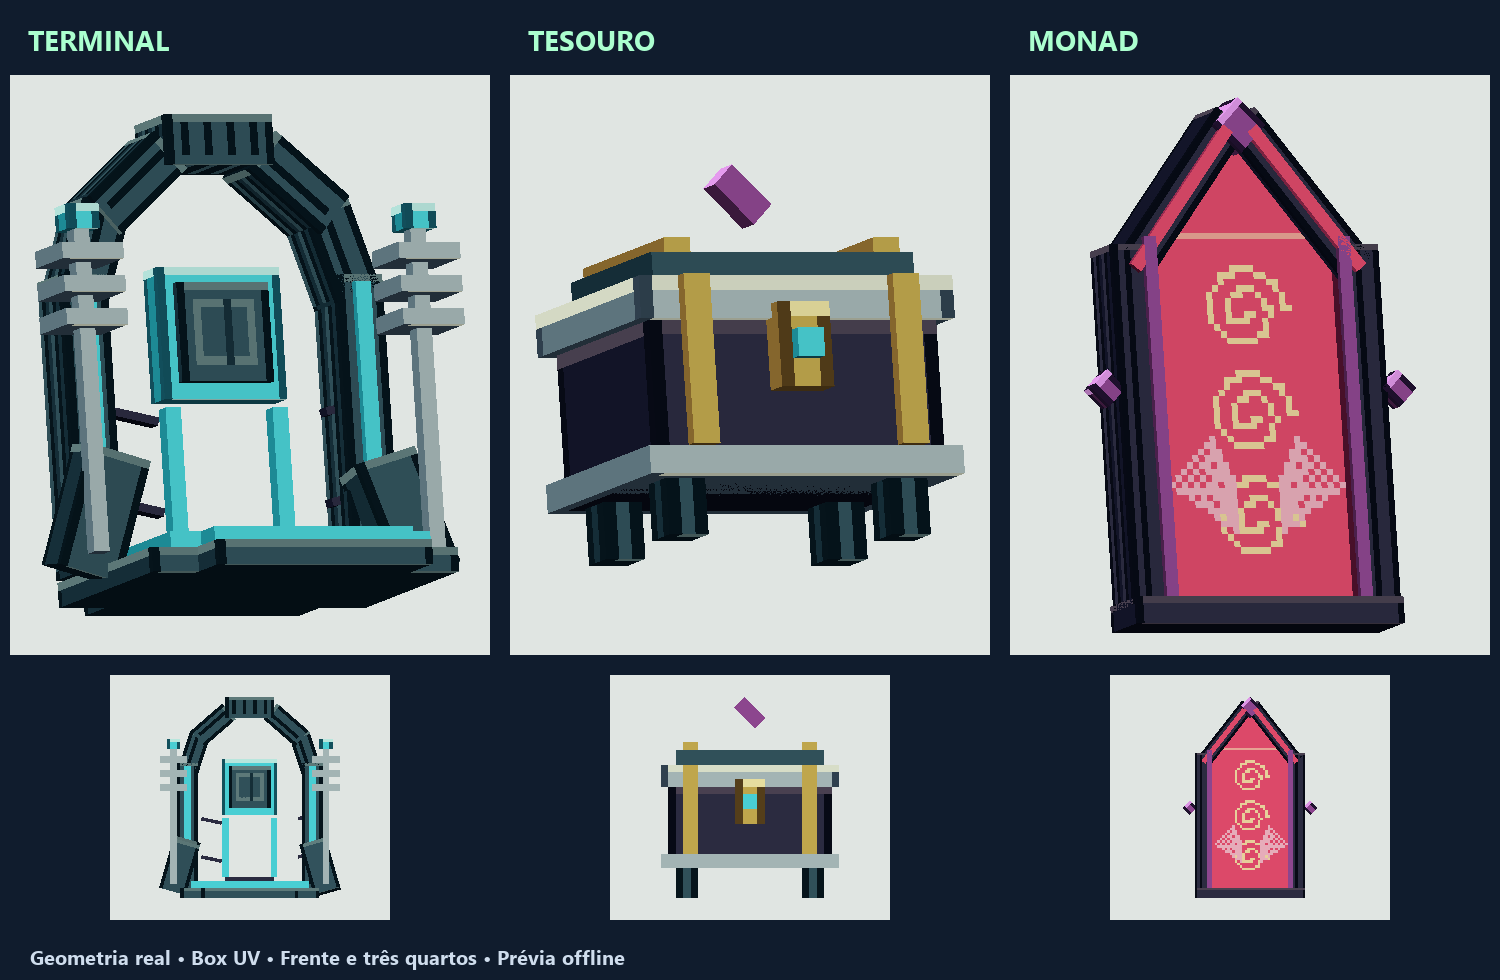 TERMINAL
TESOURO
MONAD
Geometria real • Box UV • Frente e três quartos • Prévia offline